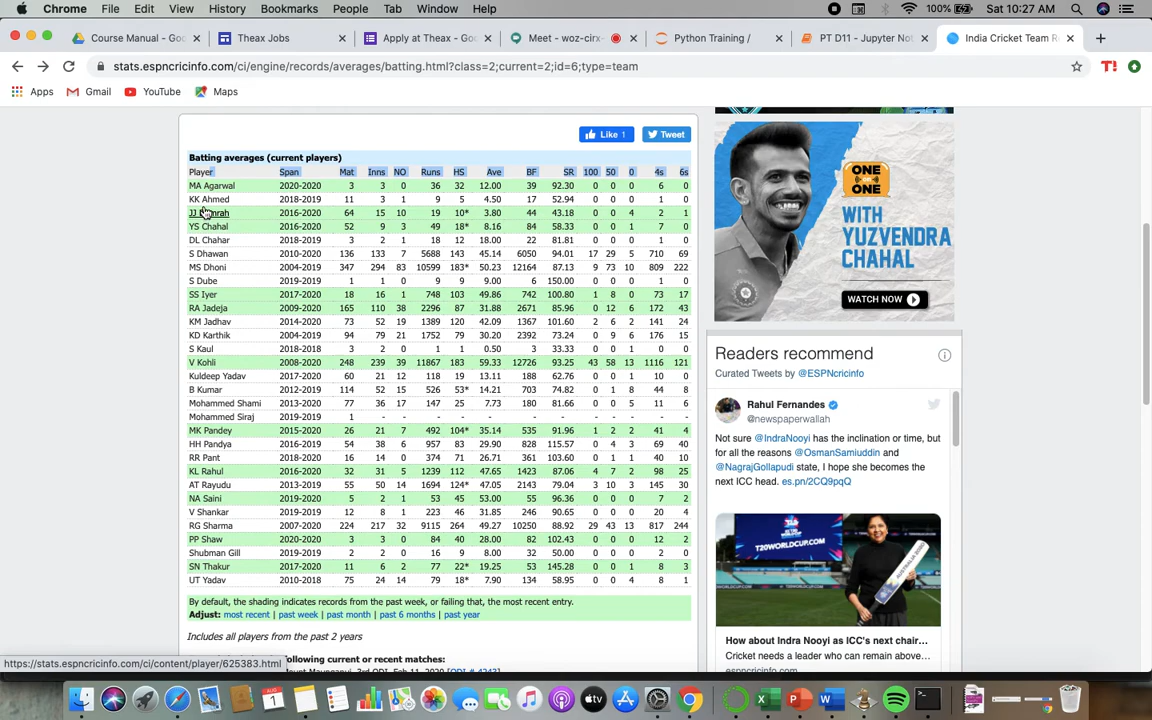 Chrome File Edit View History Bookmarks People Tab Window Help 100% Sat 10:27 AM
Course Manual - Goo
Theax Jobs
Apply at Theax - Goo
Meet - woz-cirx-
Python Training /
PT D11 - Jupyter Not
India Cricket Team R
stats.espncricinfo.com/ci/engine/records/averages/batting.html?class=2;current=2;id=6;type=team
Apps Gmail YouTube Maps
Like 1 Tweet
Batting averages (current players)
Player Span Mat Inns NO Runs HS Ave BF SR 100 50 0 4s 6s
MA Agarwal 2020-2020 3 3 0 36 32 12.00 39 92.30 0 0 0 6 0
KK Ahmed 2018-2019 11 3 1 9 5 4.50 17 52.94 0 0 0 1 0
JJ Bumrah 2016-2020 64 15 10 19 10* 3.80 44 43.18 0 0 4 2 1
YS Chahal 2016-2020 52 9 3 49 18* 8.16 84 58.33 0 0 1 7 0
DL Chahar 2018-2019 3 2 1 18 12 18.00 22 81.81 0 0 0 1 0
S Dhawan 2010-2020 136 133 7 5688 143 45.14 6050 94.01 17 29 5 710 69
MS Dhoni 2004-2019 347 294 83 10599 183* 50.23 12164 87.13 9 73 10 809 222
S Dube 2019-2019 1 1 0 9 9 9.00 6 150.00 0 0 0 1 0
SS Iyer 2017-2020 18 16 1 748 103 49.86 742 100.80 1 8 0 73 17
RA Jadeja 2009-2020 165 110 38 2296 87 31.88 2671 85.96 0 12 6 172 43
KM Jadhav 2014-2020 73 52 19 1389 120 42.09 1367 101.60 2 6 2 141 24
KD Karthik 2004-2019 94 79 21 1752 79 30.20 2392 73.24 0 9 6 176 15
S Kaul 2018-2018 3 2 0 1 1 0.50 3 33.33 0 0 1 0 0
V Kohli 2008-2020 248 239 39 11867 183 59.33 12726 93.25 43 58 13 1116 121
Kuldeep Yadav 2017-2020 60 21 12 118 19 13.11 188 62.76 0 0 1 10 0
B Kumar 2012-2019 114 52 15 526 53* 14.21 703 74.82 0 1 8 44 8
Mohammed Shami 2013-2020 77 36 17 147 25 7.73 180 81.66 0 0 5 11 6
Mohammed Siraj 2019-2019 1 - - - - - - - - - - - -
MK Pandey 2015-2020 26 21 7 492 104* 35.14 535 91.96 1 2 2 41 4
HH Pandya 2016-2019 54 38 6 957 83 29.90 828 115.57 0 4 3 69 40
RR Pant 2018-2020 16 14 0 374 71 26.71 361 103.60 0 1 1 40 10
KL Rahul 2016-2020 32 31 5 1239 112 47.65 1423 87.06 4 7 2 98 25
AT Rayudu 2013-2019 55 50 14 1694 124* 47.05 2143 79.04 3 10 3 145 30
NA Saini 2019-2020 5 2 1 53 45 53.00 55 96.36 0 0 0 7 2
V Shankar 2019-2019 12 8 1 223 46 31.85 246 90.65 0 0 0 20 4
RG Sharma 2007-2020 224 217 32 9115 264 49.27 10250 88.92 29 43 13 817 244
PP Shaw 2020-2020 3 3 0 84 40 28.00 82 102.43 0 0 0 12 2
Shubman Gill 2019-2019 2 2 0 16 9 8.00 32 50.00 0 0 0 2 0
SN Thakur 2017-2020 11 6 2 77 22* 19.25 53 145.28 0 0 1 8 3
UT Yadav 2010-2018 75 24 14 79 18* 7.90 134 58.95 0 0 4 8 1
By default, the shading indicates records from the past week, or failing that, the most recent entry.
Adjust: most recent | past week | past month | past 6 months | past year
Includes all players from the past 2 years
following current or recent matches:
https://stats.espncricinfo.com/ci/content/player/625383.html
ONE
ON
ONE
WITH
YUZVENDRA
CHAHAL
WATCH NOW
Readers recommend
Curated Tweets by @ESPNcricinfo
Rahul Fernandes
@newspaperwallah
Not sure @IndraNooyi has the inclination or time, but
for all the reasons @OsmanSamiuddin and
@NagrajGollapudi state, I hope she becomes the
next ICC head. es.pn/2CQ9pqQ
T20WORLDCUP.COM
AUSTRALIA 2020
How about Indra Nooyi as ICC's next chair...
Cricket needs a leader who can remain above...
espncricinfo.com